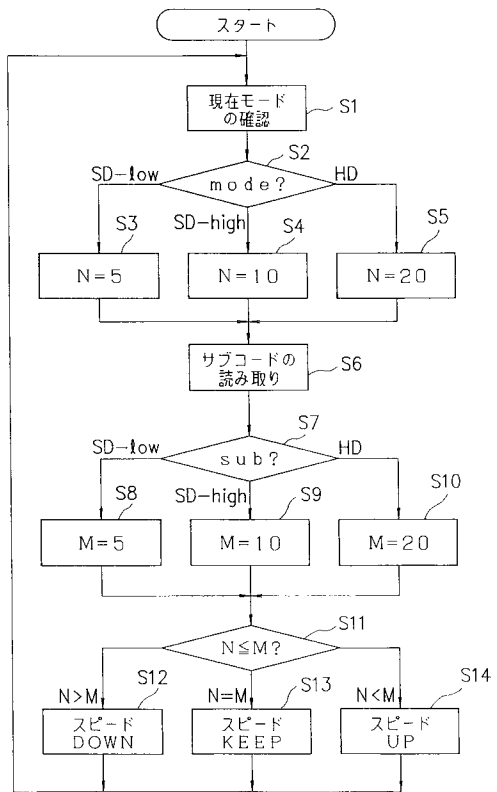 スタート
現在モード
の確認
S1
S2
SD-low
mode?
HD
SD-high
S3
S4
S5
N=5
N=10
N=20
サブコードの
読み取り
S6
S7
SD-low
sub?
HD
SD-high
S8
S9
S10
M=5
M=10
M=20
S11
N≦M?
N>M
S12
N=M
S13
N<M
S14
スピード
DOWN
スピード
KEEP
スピード
UP